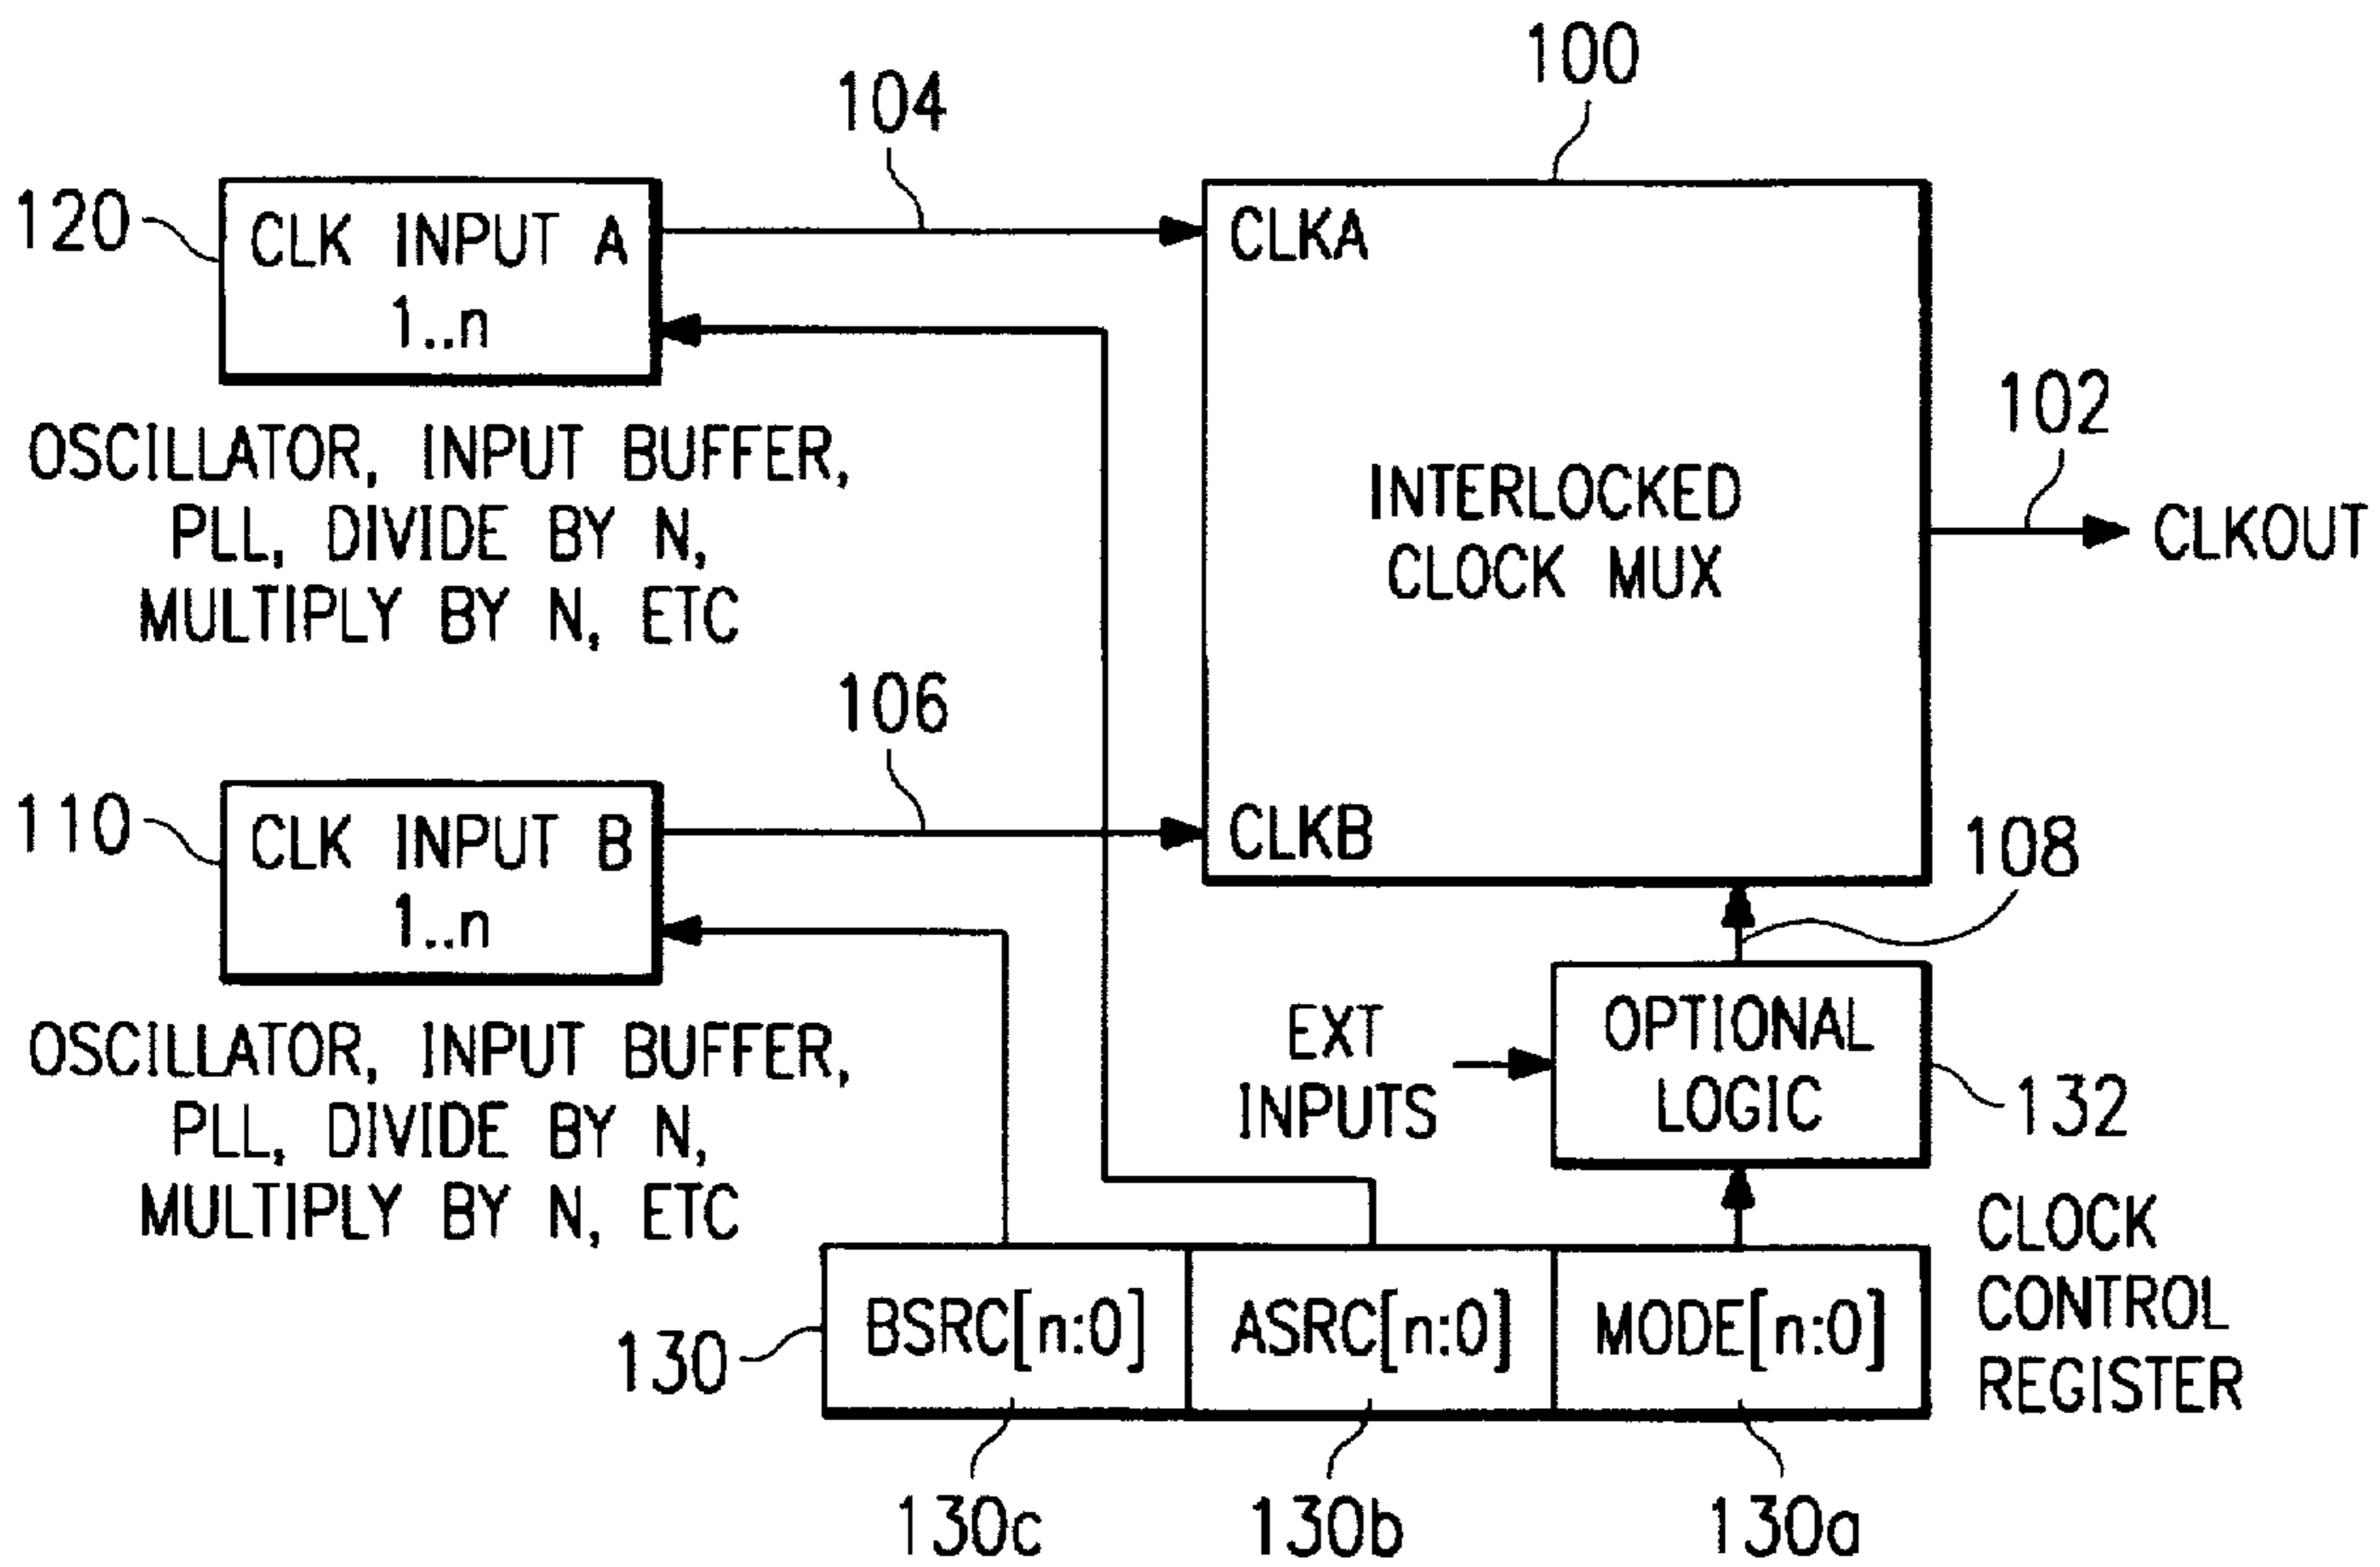 100
104
120
CLK INPUT A
1..n
CLKA
OSCILLATOR, INPUT BUFFER,
PLL, DIVIDE BY N,
MULTIPLY BY N, ETC
INTERLOCKED
CLOCK MUX
102
CLKOUT
106
110
CLK INPUT B
1..n
CLKB
108
OSCILLATOR, INPUT BUFFER,
PLL, DIVIDE BY N,
MULTIPLY BY N, ETC
EXT
INPUTS
OPTIONAL
LOGIC
132
CLOCK
CONTROL
REGISTER
130
BSRC[n:0]
ASRC[n:0]
MODE[n:0]
130c
130b
130a